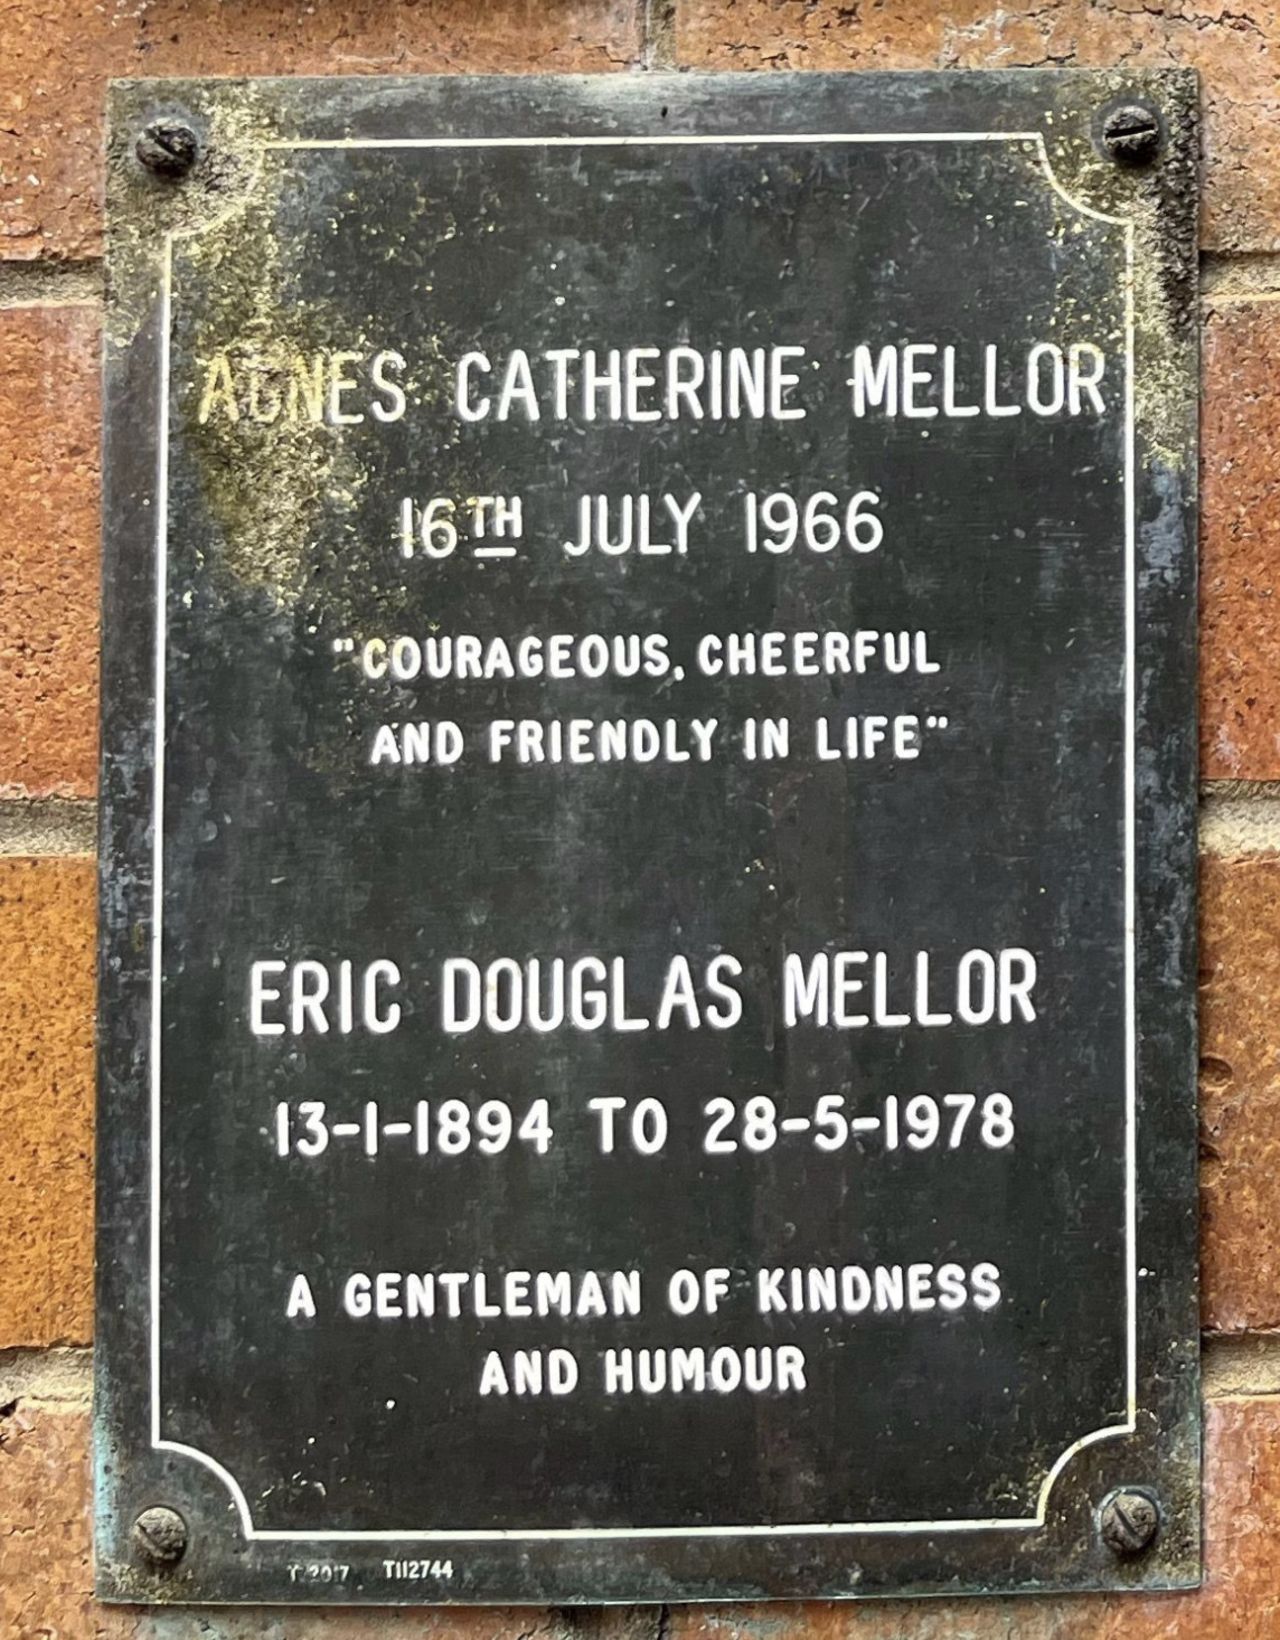 AGNES CATHERINE MELLOR
16TH JULY 1966
"COURAGEOUS, CHEERFUL
AND FRIENDLY IN LIFE"
ERIC DOUGLAS MELLOR
13-1-1894 TO 28-5-1978
A GENTLEMAN OF KINDNESS
AND HUMOUR
T112744